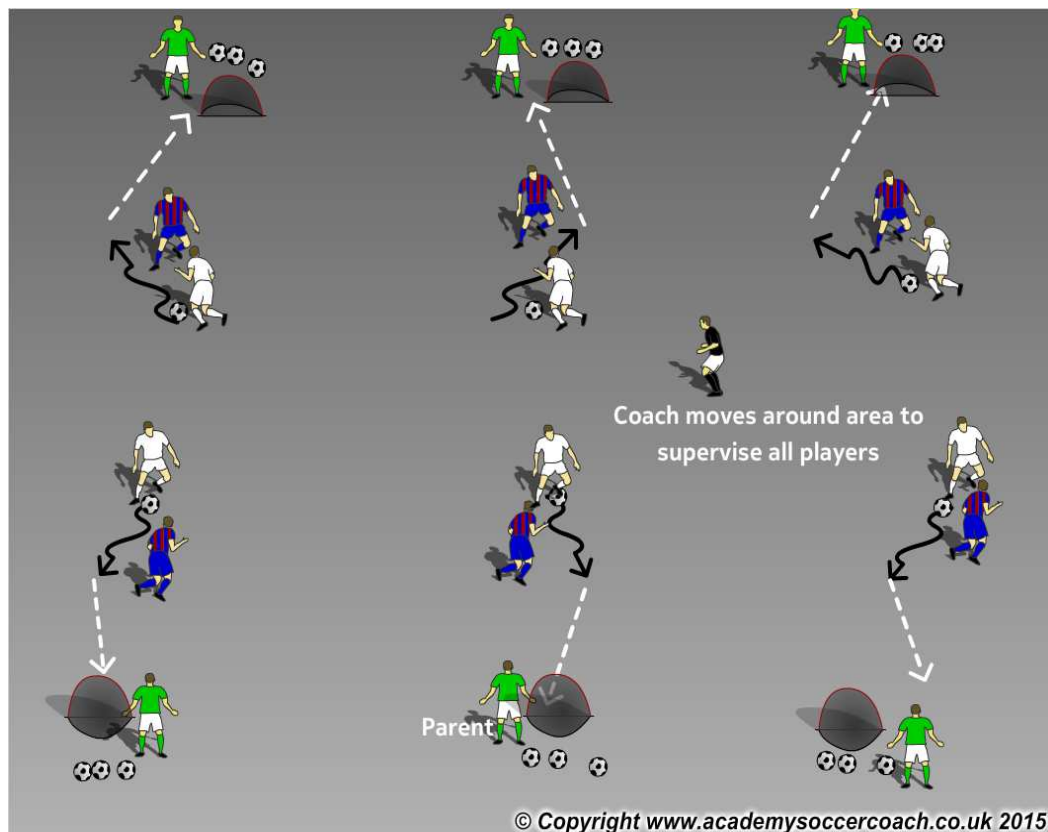 Coach moves around area to
supervise all players
Parent
© Copyright www.academysoccercoach.co.uk 2015